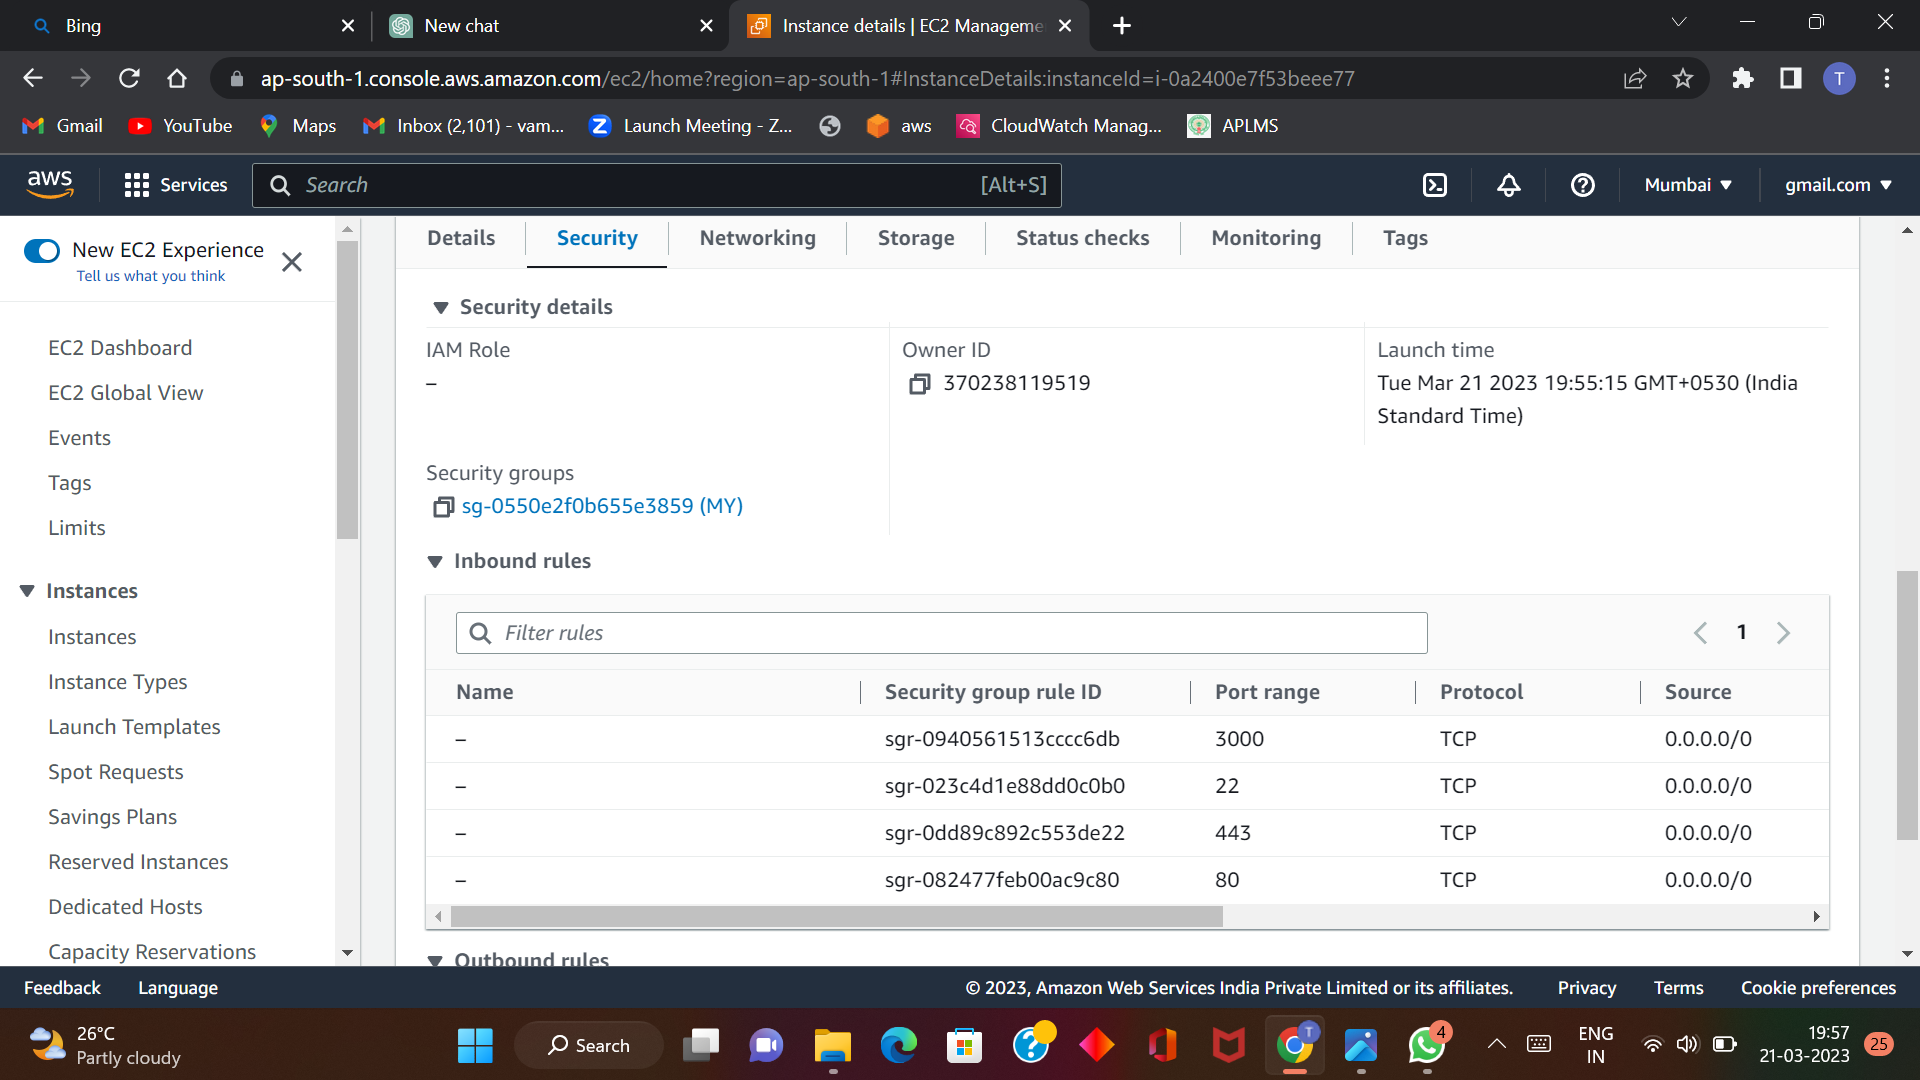 Bing
New chat
Instance details | EC2 Manageme
ap-south-1.console.aws.amazon.com/ec2/home?region=ap-south-1#InstanceDetails:instanceId=i-0a2400e7f53beee77
T
Gmail
YouTube
Maps
Inbox (2,101) - vam...
Launch Meeting - Z...
aws
CloudWatch Manag...
APLMS
aws
Services
Search
[Alt+S]
Mumbai
gmail.com
New EC2 Experience
Tell us what you think
EC2 Dashboard
EC2 Global View
Events
Tags
Limits
Instances
Instances
Instance Types
Launch Templates
Spot Requests
Savings Plans
Reserved Instances
Dedicated Hosts
Capacity Reservations
Details
Security
Networking
Storage
Status checks
Monitoring
Tags
Security details
IAM Role
–
Owner ID
370238119519
Launch time
Tue Mar 21 2023 19:55:15 GMT+0530 (India
Standard Time)
Security groups
sg-0550e2f0b655e3859 (MY)
Inbound rules
Filter rules
1
Name Security group rule ID Port range Protocol Source
– sgr-0940561513cccc6db 3000 TCP 0.0.0.0/0
– sgr-023c4d1e88dd0c0b0 22 TCP 0.0.0.0/0
– sgr-0dd89c892c553de22 443 TCP 0.0.0.0/0
– sgr-082477feb00ac9c80 80 TCP 0.0.0.0/0
Outbound rules
Feedback
Language
© 2023, Amazon Web Services India Private Limited or its affiliates.
Privacy
Terms
Cookie preferences
26°C
Partly cloudy
Search
T
4
ENG
IN
19:57
21-03-2023
25